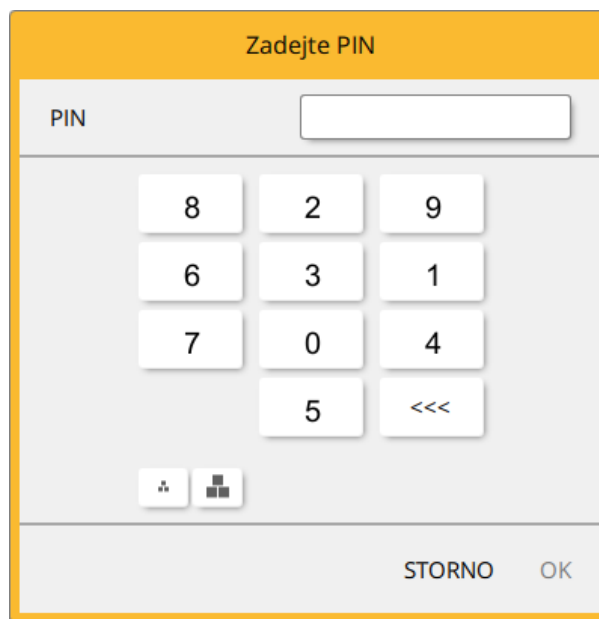 Zadejte PIN
PIN
8 2 9
6 3 1
7 0 4
5 <<<
STORNO OK